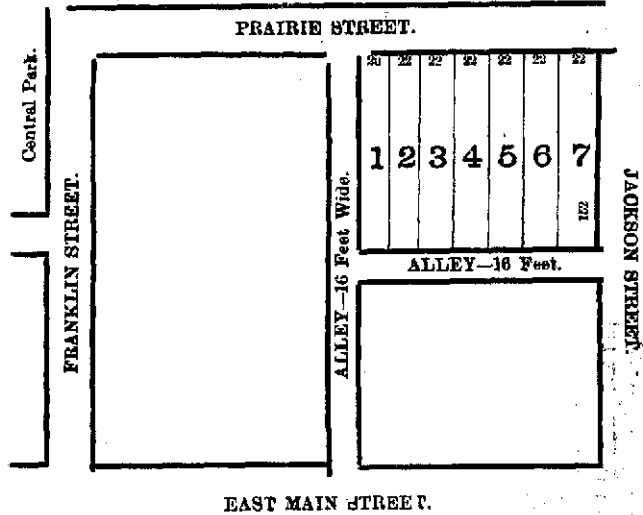 PRAIRIE STREET.
Central Park.
20 22 22 22 22 22 22
1 2 3 4 5 6 7
152
FRANKLIN STREET.
ALLEY—16 Feet Wide.
JACKSON STREET.
ALLEY—16 Feet.
EAST MAIN STREET.